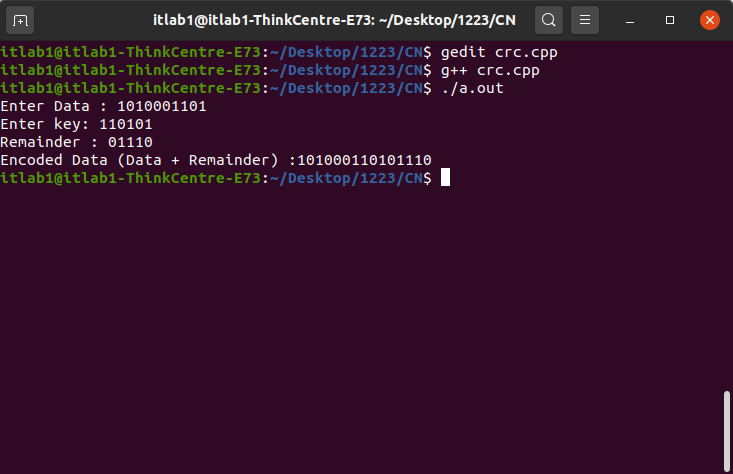 itlab1@itlab1-ThinkCentre-E73: ~/Desktop/1223/CN
itlab1@itlab1-ThinkCentre-E73:~/Desktop/1223/CN$ gedit crc.cpp
itlab1@itlab1-ThinkCentre-E73:~/Desktop/1223/CN$ g++ crc.cpp
itlab1@itlab1-ThinkCentre-E73:~/Desktop/1223/CN$ ./a.out
Enter Data : 1010001101
Enter key: 110101
Remainder : 01110
Encoded Data (Data + Remainder) :101000110101110
itlab1@itlab1-ThinkCentre-E73:~/Desktop/1223/CN$